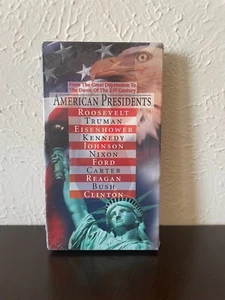 From The Great Depression To
The Dawn Of The 21st Century
AMERICAN PRESIDENTS
ROOSEVELT
TRUMAN
EISENHOWER
KENNEDY
JOHNSON
NIXON
FORD
CARTER
REAGAN
BUSH
CLINTON